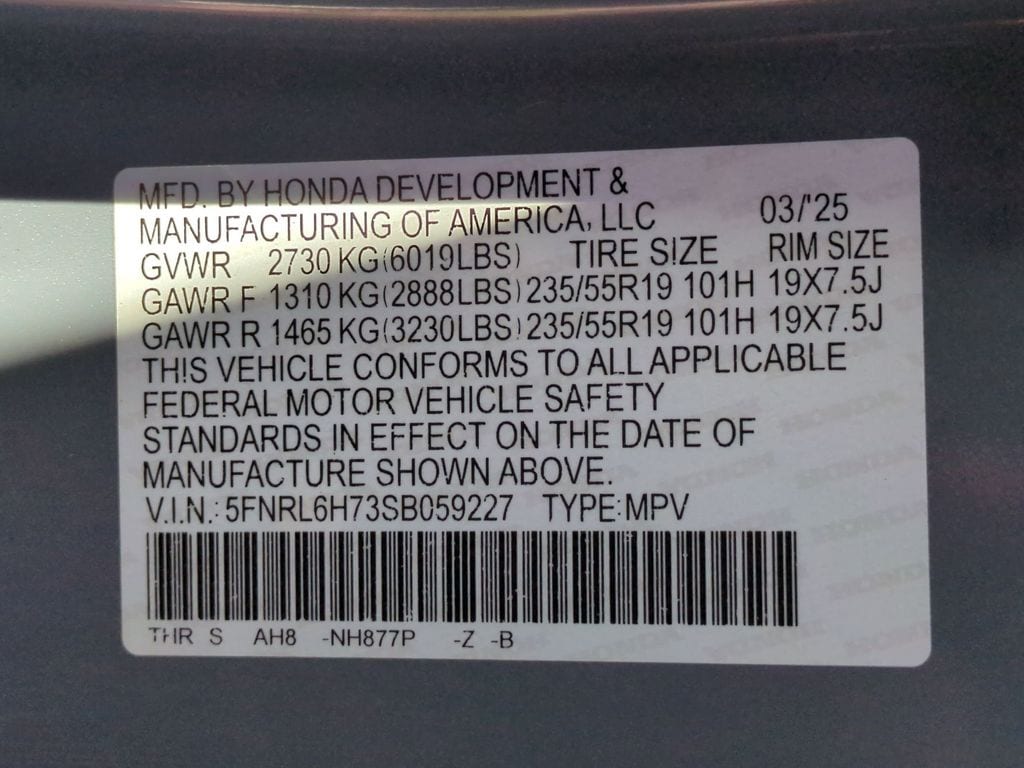 MFD. BY HONDA DEVELOPMENT &
MANUFACTURING OF AMERICA, LLC 03/'25
GVWR 2730 KG(6019LBS) TIRE SIZE RIM SIZE
GAWR F 1310 KG(2888LBS) 235/55R19 101H 19X7.5J
GAWR R 1465 KG(3230LBS) 235/55R19 101H 19X7.5J
THIS VEHICLE CONFORMS TO ALL APPLICABLE
FEDERAL MOTOR VEHICLE SAFETY
STANDARDS IN EFFECT ON THE DATE OF
MANUFACTURE SHOWN ABOVE.
V.I.N.: 5FNRL6H73SB059227 TYPE:MPV
THR S AH8 -NH877P -Z -B